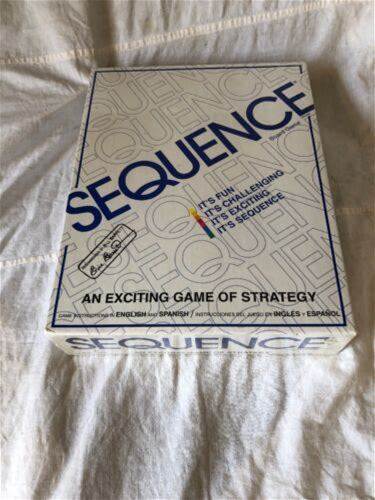 SEQUENCE
Board Game
IT'S FUN
IT'S CHALLENGING
IT'S EXCITING
IT'S SEQUENCE
AN EXCITING GAME OF STRATEGY
GAME INSTRUCTIONS IN ENGLISH AND SPANISH / INSTRUCCIONES DEL JUEGO EN INGLÉS Y ESPAÑOL
SEQUENCE